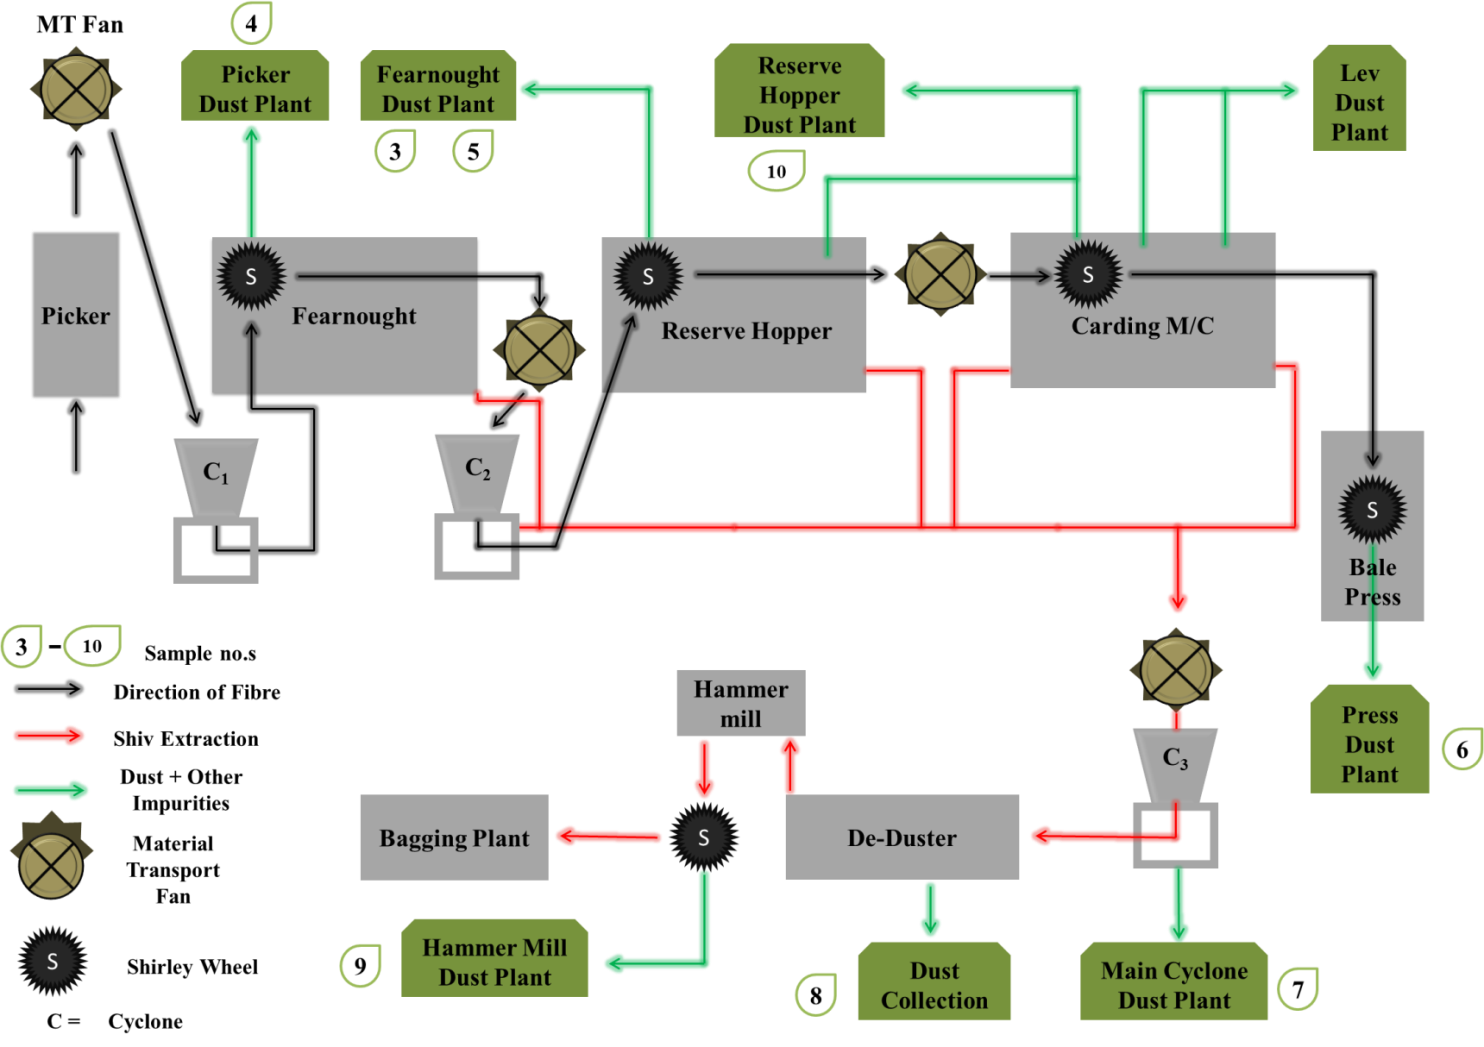 MT Fan
4
Picker
Dust Plant
Fearnought
Dust Plant
3
5
Reserve
Hopper
Dust Plant
10
Lev
Dust
Plant
Picker
S
Fearnought
S
Reserve Hopper
S
Carding M/C
C1
C2
S
Bale
Press
3 - 10 Sample no.s
Direction of Fibre
Shiv Extraction
Dust + Other
Impurities
Material
Transport
Fan
S Shirley Wheel
C = Cyclone
Hammer
mill
C3
Press
Dust
Plant
6
Bagging Plant
S
De-Duster
9
Hammer Mill
Dust Plant
8
Dust
Collection
Main Cyclone
Dust Plant
7